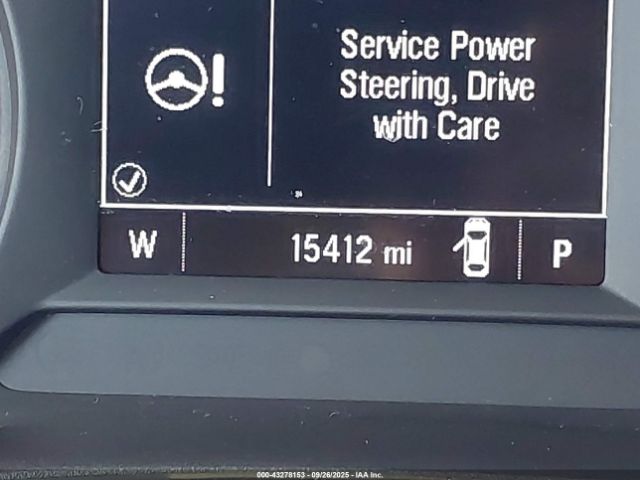 Service Power
Steering, Drive
with Care
W
15412 mi
P
000-43278153 - 09/26/2025 - IAA Inc.